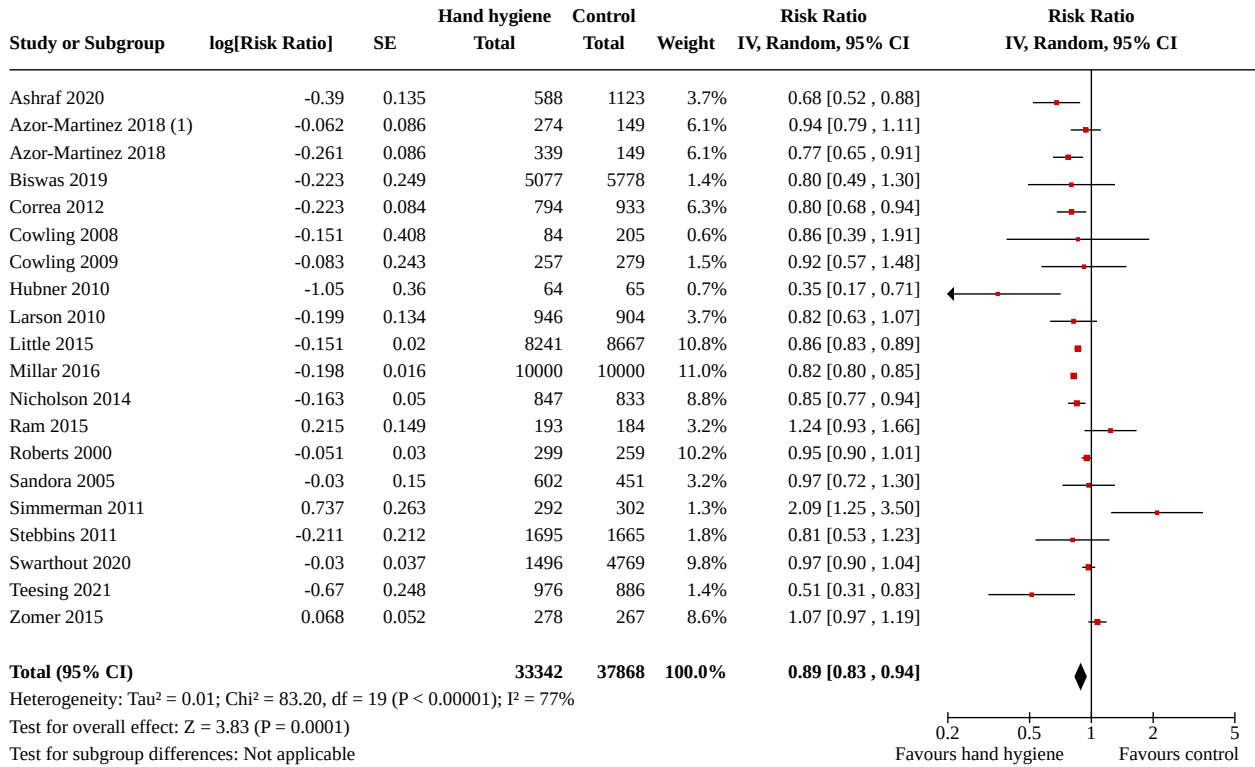 Hand hygiene Control Risk Ratio Risk Ratio
Study or Subgroup log[Risk Ratio] SE Total Total Weight IV, Random, 95% CI IV, Random, 95% CI
Ashraf 2020 -0.39 0.135 588 1123 3.7% 0.68 [0.52 , 0.88]
Azor-Martinez 2018 (1) -0.062 0.086 274 149 6.1% 0.94 [0.79 , 1.11]
Azor-Martinez 2018 -0.261 0.086 339 149 6.1% 0.77 [0.65 , 0.91]
Biswas 2019 -0.223 0.249 5077 5778 1.4% 0.80 [0.49 , 1.30]
Correa 2012 -0.223 0.084 794 933 6.3% 0.80 [0.68 , 0.94]
Cowling 2008 -0.151 0.408 84 205 0.6% 0.86 [0.39 , 1.91]
Cowling 2009 -0.083 0.243 257 279 1.5% 0.92 [0.57 , 1.48]
Hubner 2010 -1.05 0.36 64 65 0.7% 0.35 [0.17 , 0.71]
Larson 2010 -0.199 0.134 946 904 3.7% 0.82 [0.63 , 1.07]
Little 2015 -0.151 0.02 8241 8667 10.8% 0.86 [0.83 , 0.89]
Millar 2016 -0.198 0.016 10000 10000 11.0% 0.82 [0.80 , 0.85]
Nicholson 2014 -0.163 0.05 847 833 8.8% 0.85 [0.77 , 0.94]
Ram 2015 0.215 0.149 193 184 3.2% 1.24 [0.93 , 1.66]
Roberts 2000 -0.051 0.03 299 259 10.2% 0.95 [0.90 , 1.01]
Sandora 2005 -0.03 0.15 602 451 3.2% 0.97 [0.72 , 1.30]
Simmerman 2011 0.737 0.263 292 302 1.3% 2.09 [1.25 , 3.50]
Stebbins 2011 -0.211 0.212 1695 1665 1.8% 0.81 [0.53 , 1.23]
Swarthout 2020 -0.03 0.037 1496 4769 9.8% 0.97 [0.90 , 1.04]
Teesing 2021 -0.67 0.248 976 886 1.4% 0.51 [0.31 , 0.83]
Zomer 2015 0.068 0.052 278 267 8.6% 1.07 [0.97 , 1.19]
Total (95% CI) 33342 37868 100.0% 0.89 [0.83 , 0.94]
Heterogeneity: Tau² = 0.01; Chi² = 83.20, df = 19 (P < 0.00001); I² = 77%
Test for overall effect: Z = 3.83 (P = 0.0001)
Test for subgroup differences: Not applicable
0.2 0.5 1 2 5
Favours hand hygiene Favours control